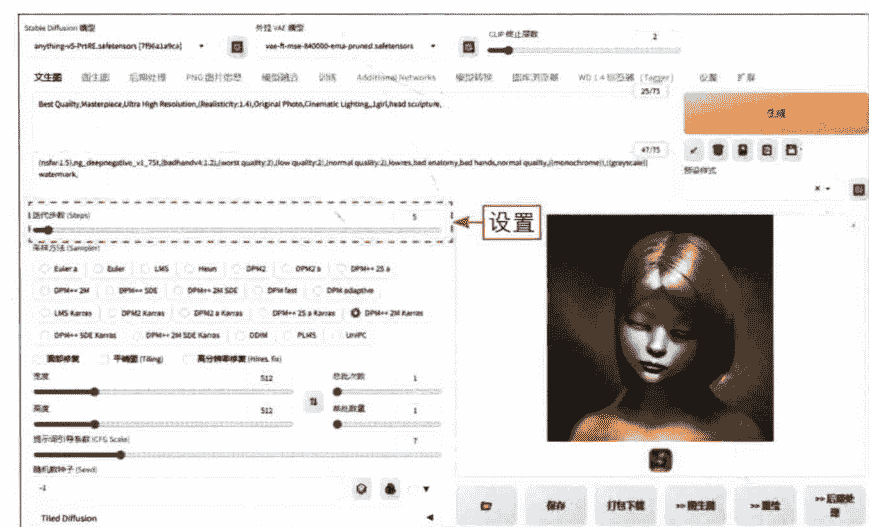 Stable Diffusion 模型
外挂 VAE 模型
CLIP 终止层数
2
anything-v5-PrtRE.safetensors [7f96a1a9ca]
vae-ft-mse-840000-ema-pruned.safetensors
文生图 图生图 后期处理 PNG 图片信息 模型融合 训练 Additional Networks 模型转换 图库浏览器 WD 1.4 标签器 (Tagger) 设置 扩展
25/75
Best Quality,Masterpiece,Ultra High Resolution,(Realisticity:1.4),Original Photo,Cinematic Lighting,,1girl,head sculpture,
生成
47/75
(nsfw:1.5),ng_deepnegative_v1_75t,(badhandv4:1.2),(worst quality:2),(low quality:2),(normal quality:2),lowres,bad anatomy,bad hands,normal quality,((monochrome)),((grayscale))
watermark,
预设样式
迭代步数 (Steps)
5
设置
采样方法 (Sampler)
Euler a Euler LMS Heun DPM2 DPM2 a DPM++ 2S a
DPM++ 2M DPM++ SDE DPM++ 2M SDE DPM fast DPM adaptive
LMS Karras DPM2 Karras DPM2 a Karras DPM++ 2S a Karras DPM++ 2M Karras
DPM++ SDE Karras DPM++ 2M SDE Karras DDIM PLMS UniPC
面部修复 平铺图 (Tiling) 高分辨率修复 (Hires. fix)
宽度
512
总批次数
1
高度
512
单批数量
1
提示词引导系数 (CFG Scale)
7
随机数种子 (Seed)
-1
Tiled Diffusion
保存
打包下载
>> 图生图
>> 重绘
>> 后期处
理